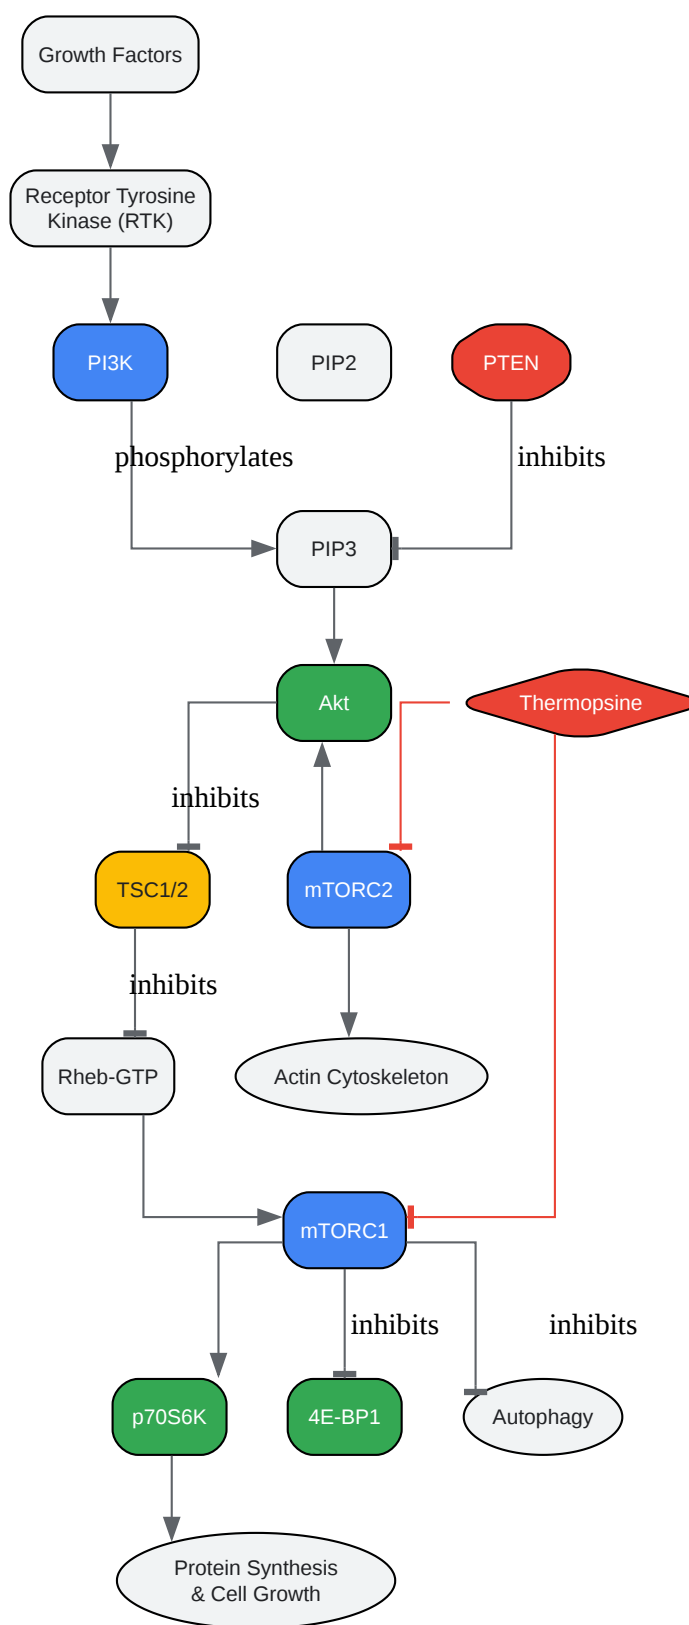 Growth Factors
Receptor Tyrosine
Kinase (RTK)
PI3K
PIP2
PTEN
phosphorylates
inhibits
PIP3
Akt
Thermopsine
inhibits
TSC1/2
mTORC2
inhibits
Rheb-GTP
Actin Cytoskeleton
mTORC1
inhibits
inhibits
p70S6K
4E-BP1
Autophagy
Protein Synthesis
& Cell Growth